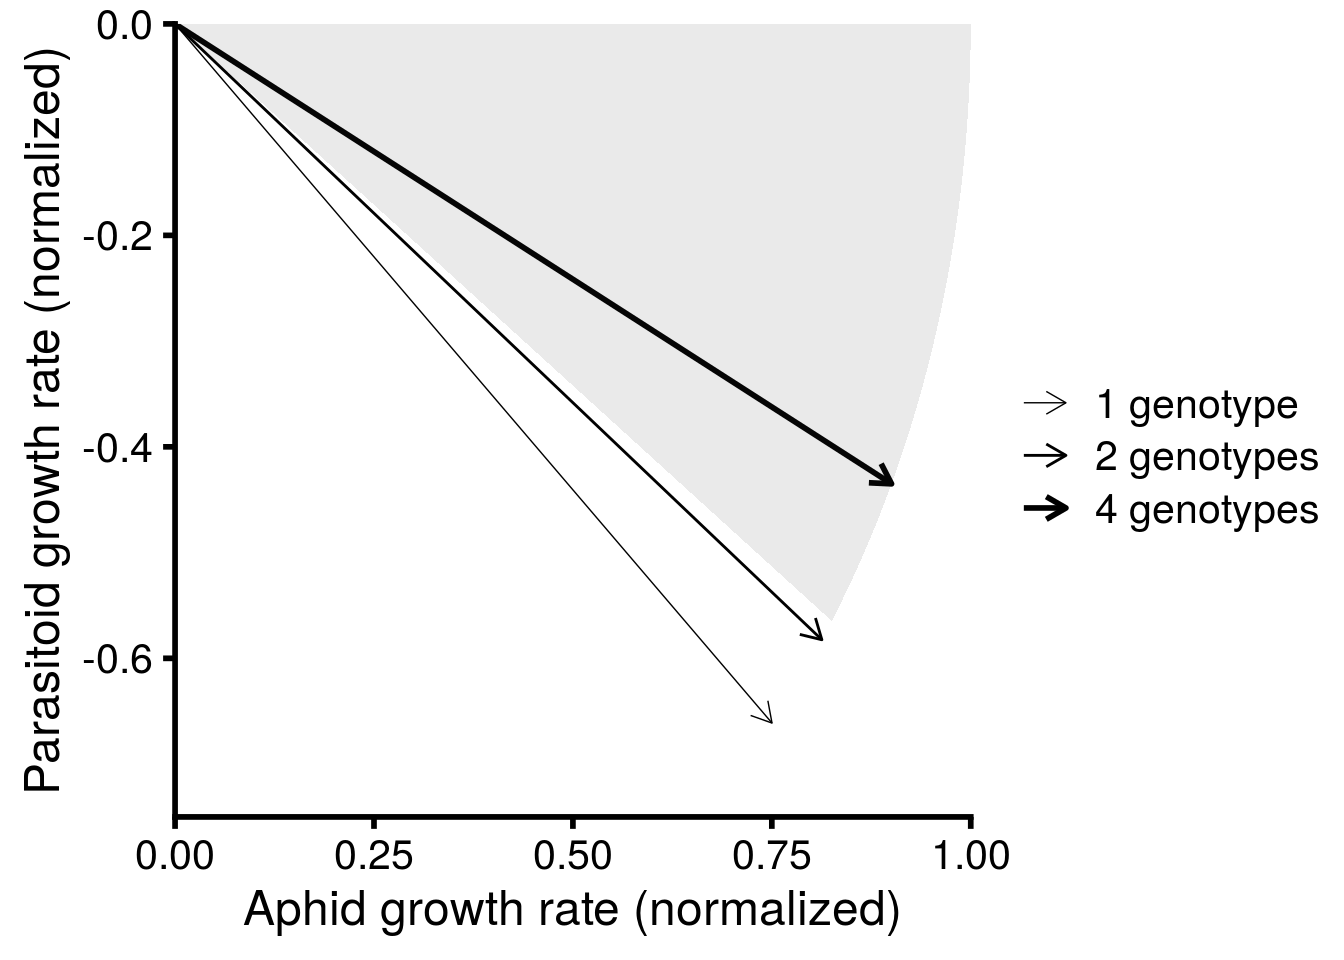 Parasitoid growth rate (normalized)
0.0
-0.2
-0.4
-0.6
0.00 0.25 0.50 0.75 1.00
Aphid growth rate (normalized)
1 genotype
2 genotypes
4 genotypes